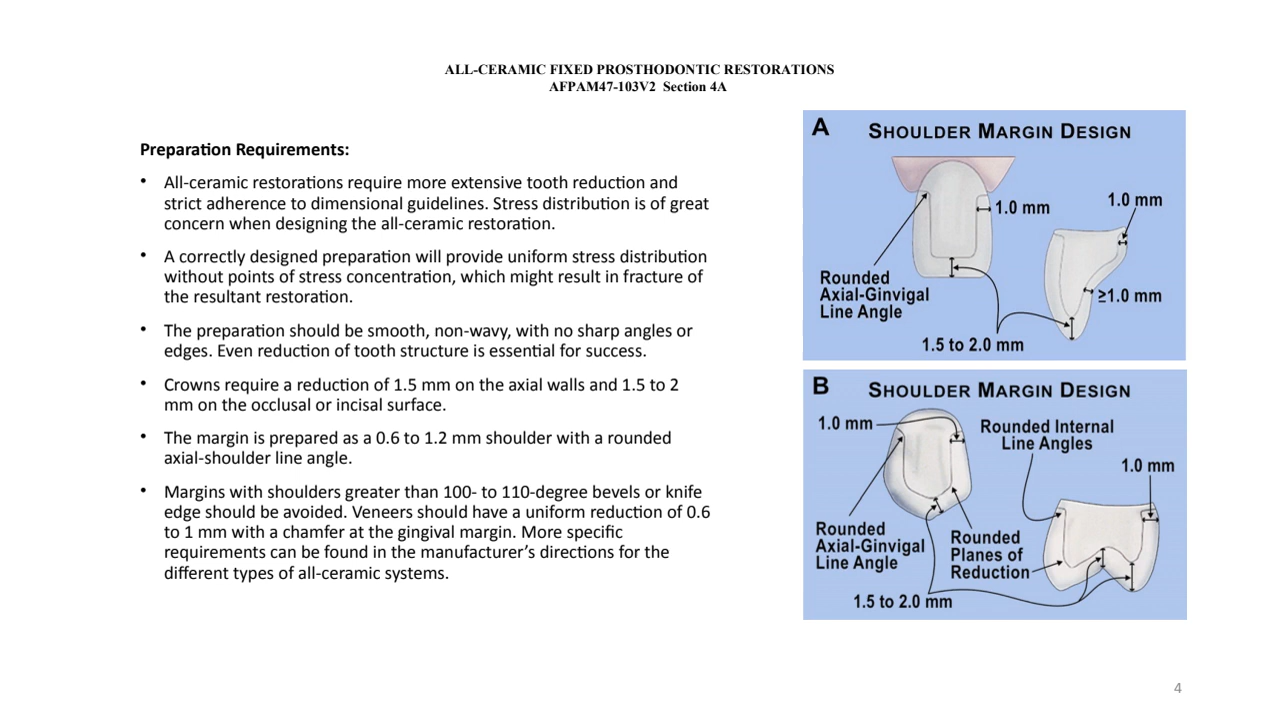 ALL-CERAMIC FIXED PROSTHODONTIC RESTORATIONS
AFPAM47-103V2 Section 4A
Preparation Requirements:
• All-ceramic restorations require more extensive tooth reduction and
strict adherence to dimensional guidelines. Stress distribution is of great
concern when designing the all-ceramic restoration.
• A correctly designed preparation will provide uniform stress distribution
without points of stress concentration, which might result in fracture of
the resultant restoration.
• The preparation should be smooth, non-wavy, with no sharp angles or
edges. Even reduction of tooth structure is essential for success.
• Crowns require a reduction of 1.5 mm on the axial walls and 1.5 to 2
mm on the occlusal or incisal surface.
• The margin is prepared as a 0.6 to 1.2 mm shoulder with a rounded
axial-shoulder line angle.
• Margins with shoulders greater than 100- to 110-degree bevels or knife
edge should be avoided. Veneers should have a uniform reduction of 0.6
to 1 mm with a chamfer at the gingival margin. More specific
requirements can be found in the manufacturer’s directions for the
different types of all-ceramic systems.
A SHOULDER MARGIN DESIGN
1.0 mm
1.0 mm
Rounded
Axial-Ginvigal
Line Angle
≥1.0 mm
1.5 to 2.0 mm
B SHOULDER MARGIN DESIGN
1.0 mm
Rounded Internal
Line Angles
1.0 mm
Rounded
Axial-Ginvigal
Line Angle
Rounded
Planes of
Reduction
1.5 to 2.0 mm
4